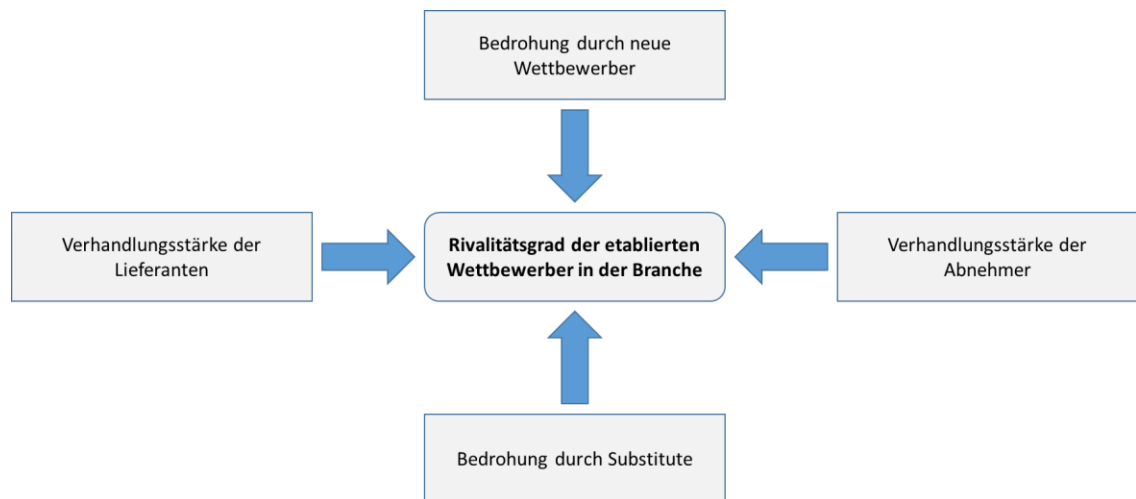 Bedrohung durch neue
Wettbewerber
Verhandlungsstärke der
Lieferanten
Rivalitätsgrad der etablierten
Wettbewerber in der Branche
Verhandlungsstärke der
Abnehmer
Bedrohung durch Substitute